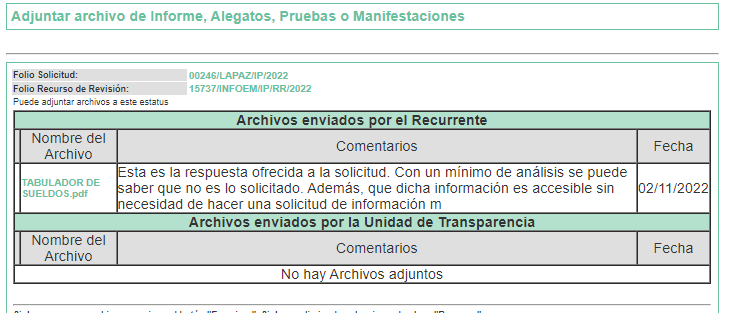 Adjuntar archivo de Informe, Alegatos, Pruebas o Manifestaciones
Folio Solicitud: 00246/LAPAZ/IP/2022
Folio Recurso de Revisión: 15737/INFOEM/IP/RR/2022
Puede adjuntar archivos a este estatus
Archivos enviados por el Recurrente
Nombre del Archivo Comentarios Fecha
TABULADOR DE SUELDOS.pdf
Esta es la respuesta ofrecida a la solicitud. Con un mínimo de análisis se puede
saber que no es lo solicitado. Además, que dicha información es accesible sin
necesidad de hacer una solicitud de información m
02/11/2022
Archivos enviados por la Unidad de Transparencia
Nombre del Archivo Comentarios Fecha
No hay Archivos adjuntos